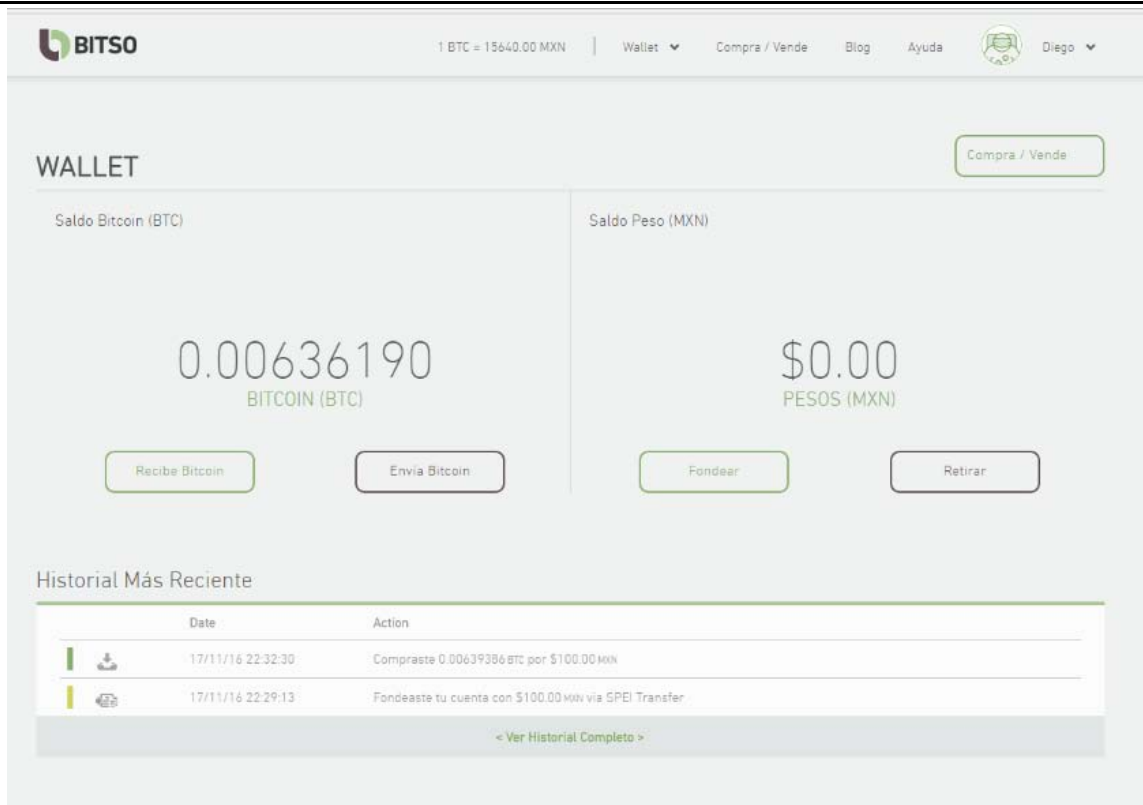 BITSO 1 BTC = 15640.00 MXN | Wallet Compra / Vende Blog Ayuda Diego
WALLET Compra / Vende
Saldo Bitcoin (BTC) Saldo Peso (MXN)
0.00636190 $0.00
BITCOIN (BTC) PESOS (MXN)
Recibe Bitcoin Envía Bitcoin Fondear Retirar
Historial Más Reciente
Date Action
17/11/16 22:32:30 Compraste 0.00639386 BTC por $100.00 MXN
17/11/16 22:29:13 Fondeaste tu cuenta con $100.00 MXN via SPEI Transfer
< Ver Historial Completo >